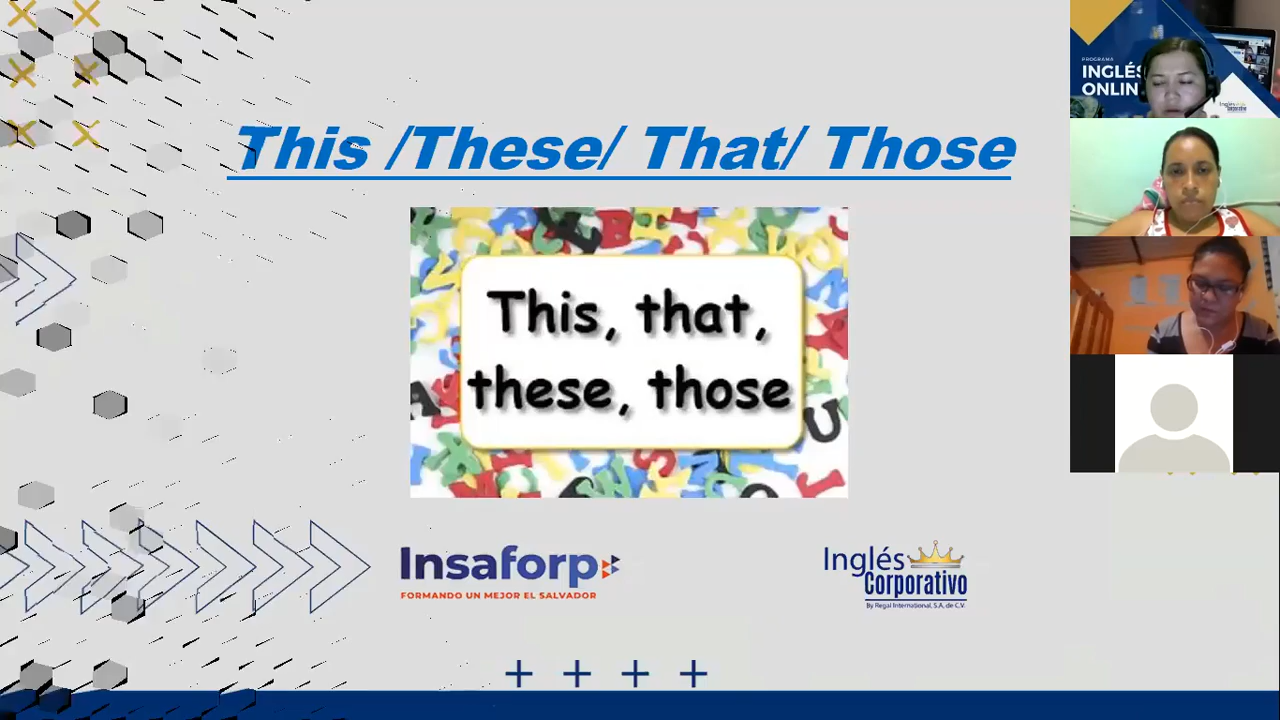 This /These/ That/ Those
This, that,
these, those
Insaforp
FORMANDO UN MEJOR EL SALVADOR
Inglés
Corporativo
By Regal International, S.A. de C.V.
PROGRAMA
INGLÉS
ONLIN